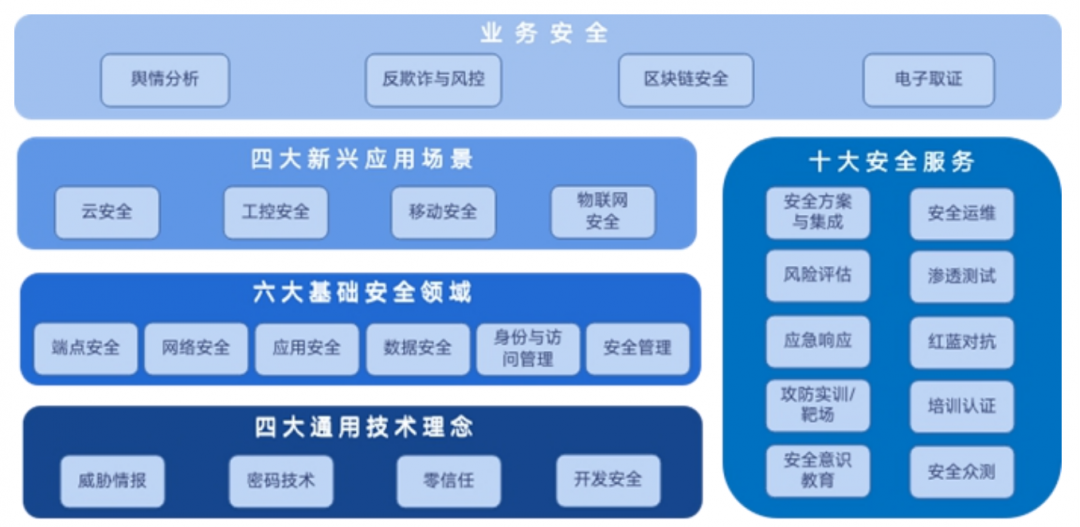 业务安全
舆情分析
反欺诈与风控
区块链安全
电子取证
四大新兴应用场景
云安全
工控安全
移动安全
物联网
安全
六大基础安全领域
端点安全
网络安全
应用安全
数据安全
身份与访
问管理
安全管理
四大通用技术理念
威胁情报
密码技术
零信任
开发安全
十大安全服务
安全方案
与集成
安全运维
风险评估
渗透测试
应急响应
红蓝对抗
攻防实训/
靶场
培训认证
安全意识
教育
安全众测